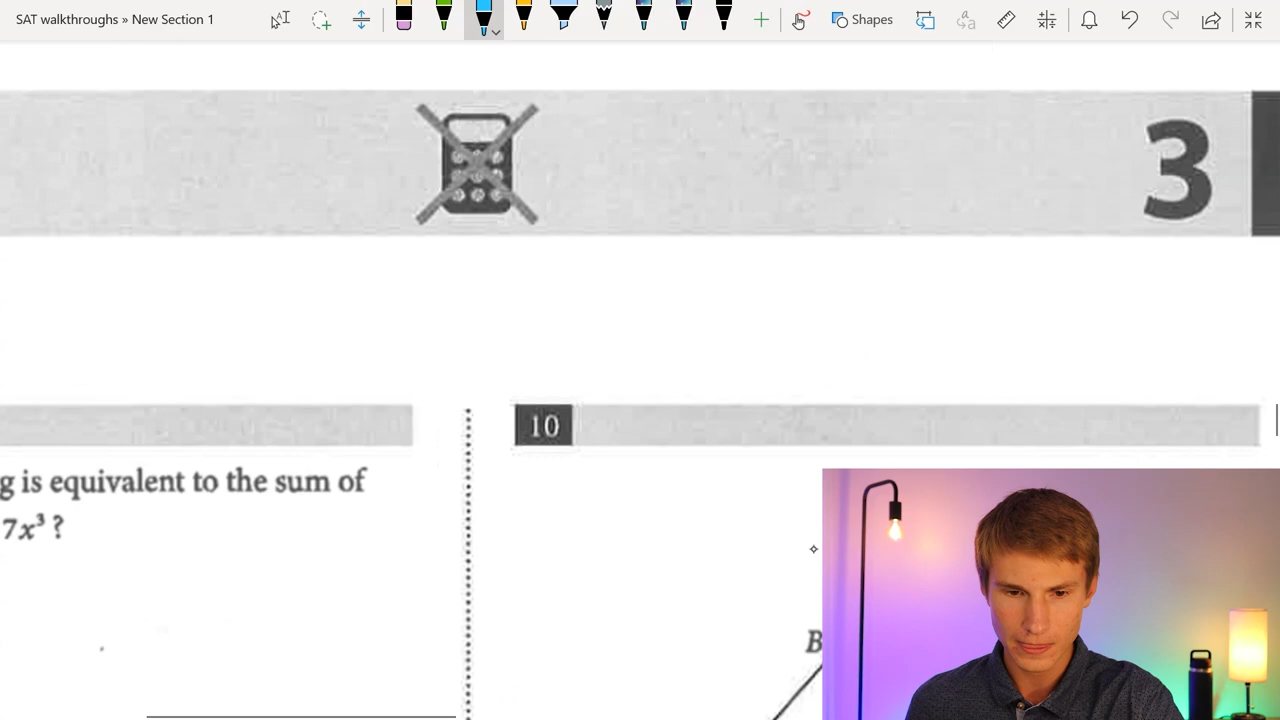 SAT walkthroughs » New Section 1
Shapes
3
g is equivalent to the sum of
7x³ ?
10
B